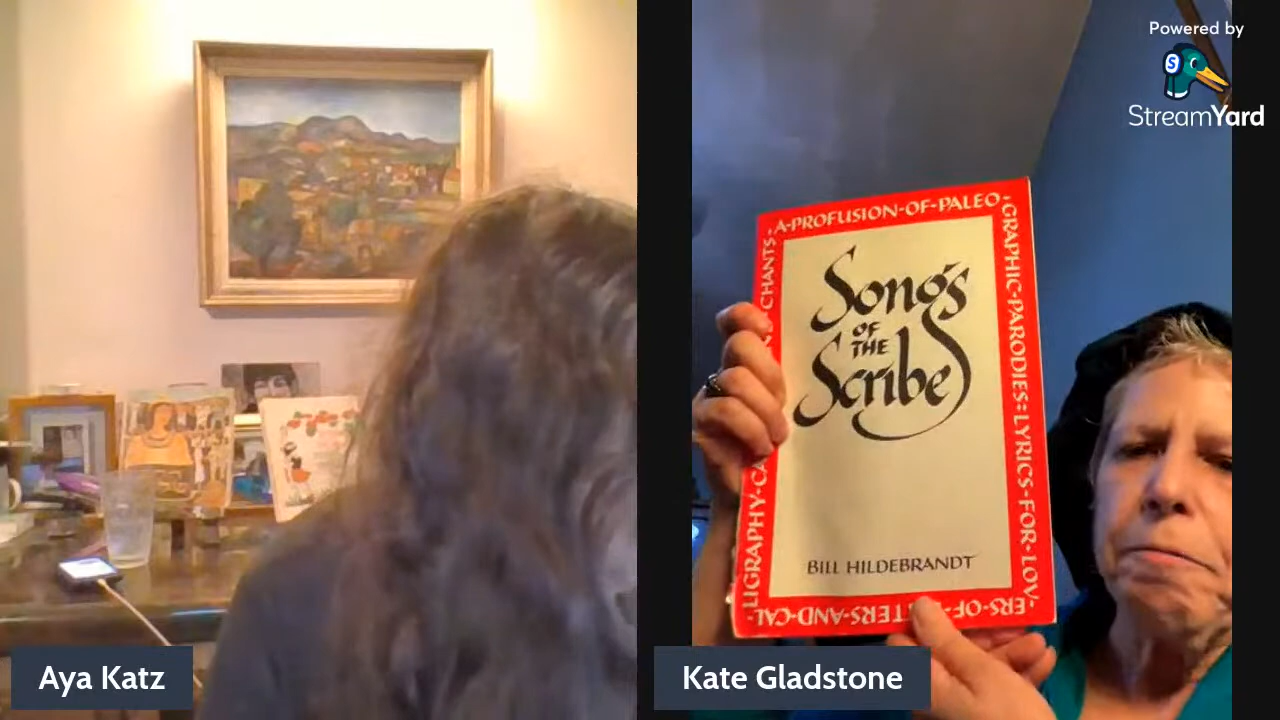 Powered by
StreamYard
A-PROFUSION-OF-PALEO-
GRAPHIC-PARODIES:LYRICS-FOR-LOV-
ERS-OF-LETTERS-AND-CAL-
LIGRAPHY
CHANTS
Songs
OF
THE
Scribe
BILL HILDEBRANDT
Aya Katz
Kate Gladstone